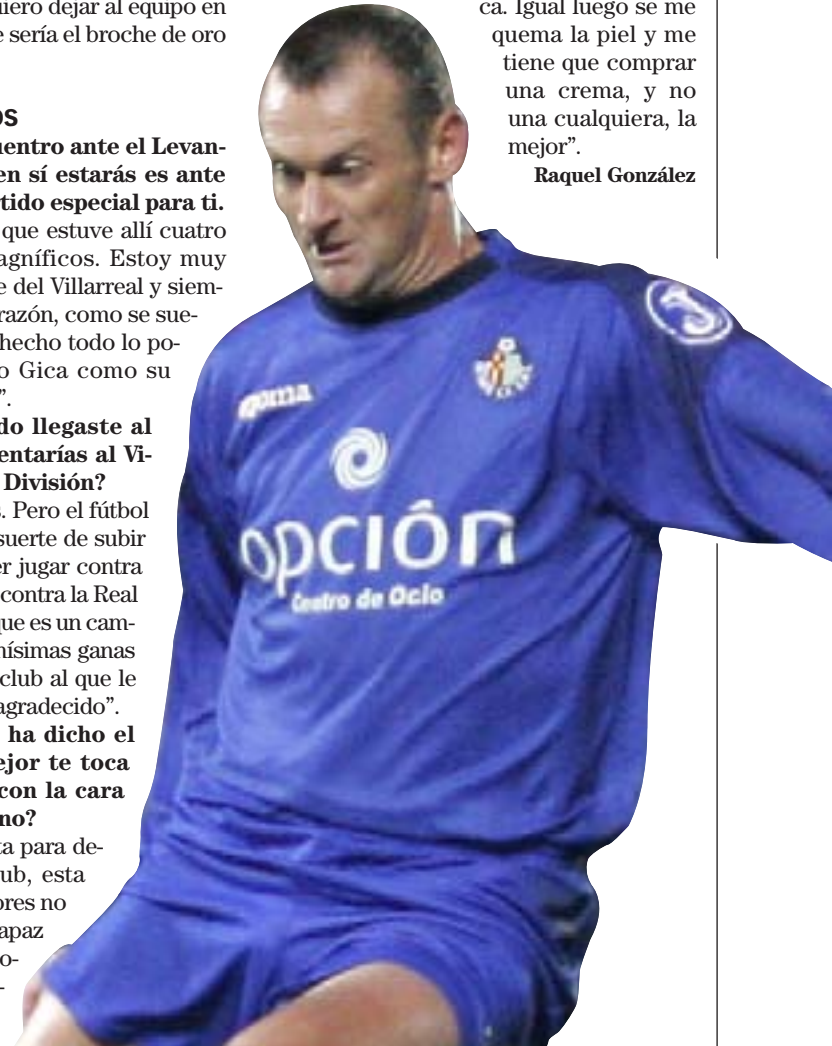 uiero dejar al equipo en
e sería el broche de oro
OS
uentro ante el Levan-
en sí estarás es ante
tido especial para ti.
que estuve allí cuatro
agníficos. Estoy muy
e del Villarreal y siem-
razón, como se sue-
hecho todo lo po-
o Gica como su
”.
do llegaste al
entarías al Vi-
División?
s. Pero el fútbol
suerte de subir
er jugar contra
contra la Real
que es un cam-
hísimas ganas
club al que le
agradecido”.
ha dicho el
ejor te toca
con la cara
no?
ta para de-
ub, esta
ores no
apaz
o-
-
ca. Igual luego se me
quema la piel y me
tiene que comprar
una crema, y no
una cualquiera, la
mejor”.
Raquel González
Joma
opción
Centro de Ocio